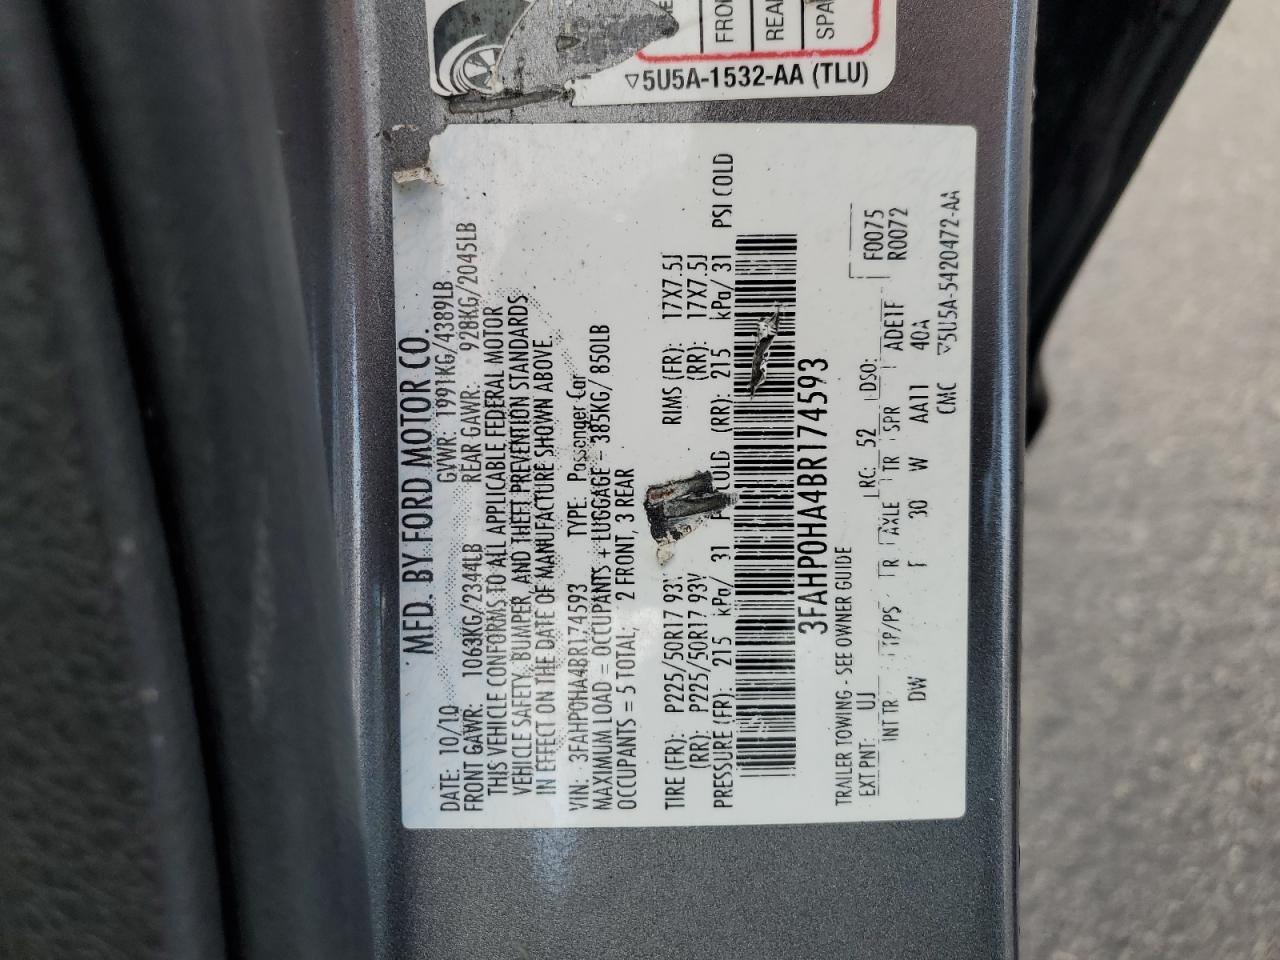 FRO
REA
SPA
▽5U5A-1532-AA (TLU)
MFD. BY FORD MOTOR CO.
DATE: 10/10 GVWR: 1991KG/4389LB
FRONT GAWR: 1063KG/2344LB REAR GAWR: 928KG/2045LB
THIS VEHICLE CONFORMS TO ALL APPLICABLE FEDERAL MOTOR
VEHICLE SAFETY, BUMPER, AND THEFT PREVENTION STANDARDS
IN EFFECT ON THE DATE OF MANUFACTURE SHOWN ABOVE.
VIN: 3FAHP0HA4BR174593 TYPE: Passenger Car
MAXIMUM LOAD = OCCUPANTS + LUGGAGE = 385KG/ 850LB
OCCUPANTS = 5 TOTAL, 2 FRONT, 3 REAR
TIRE (FR): P225/50R17 93V RIMS (FR): 17X7.5J
(RR): P225/50R17 93V (RR): 17X7.5J
PRESSURE (FR): 215 kPa/ 31 COLD (RR): 215 kPa/ 31 PSI COLD
3FAHP0HA4BR174593
TRAILER TOWING - SEE OWNER GUIDE
EXT PNT: UJ RC: 52 DSO: F0075
INT TR TP/PS R AXLE TR SPR ADE1F R0072
DW F 30 W AA11 40A
CMC ▽5U5A-5420472-AA